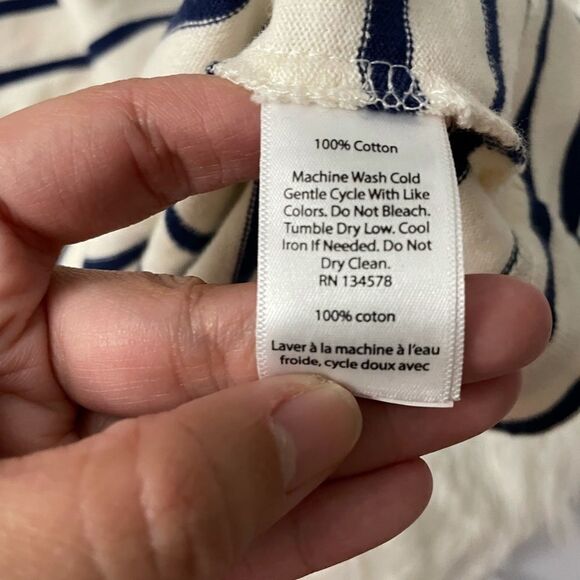 100% Cotton
Machine Wash Cold
Gentle Cycle With Like
Colors. Do Not Bleach.
Tumble Dry Low. Cool
Iron If Needed. Do Not
Dry Clean.
RN 134578
100% coton
Laver à la machine à l'eau
froide, cycle doux avec